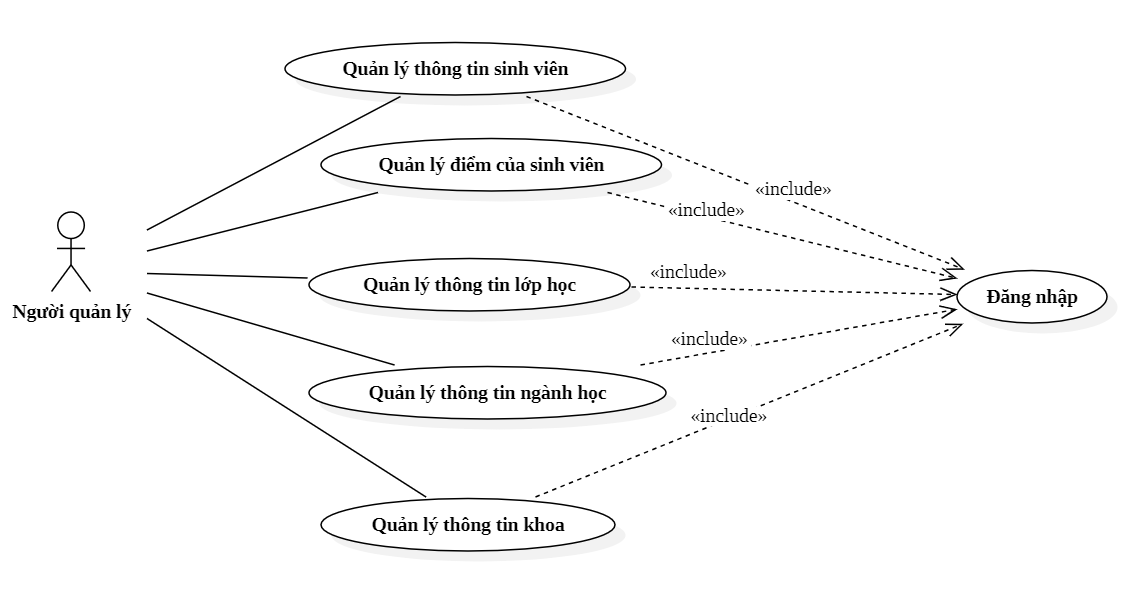 Quản lý thông tin sinh viên
Quản lý điểm của sinh viên
«include»
«include»
Quản lý thông tin lớp học
«include»
Đăng nhập
Người quản lý
«include»
Quản lý thông tin ngành học
«include»
Quản lý thông tin khoa